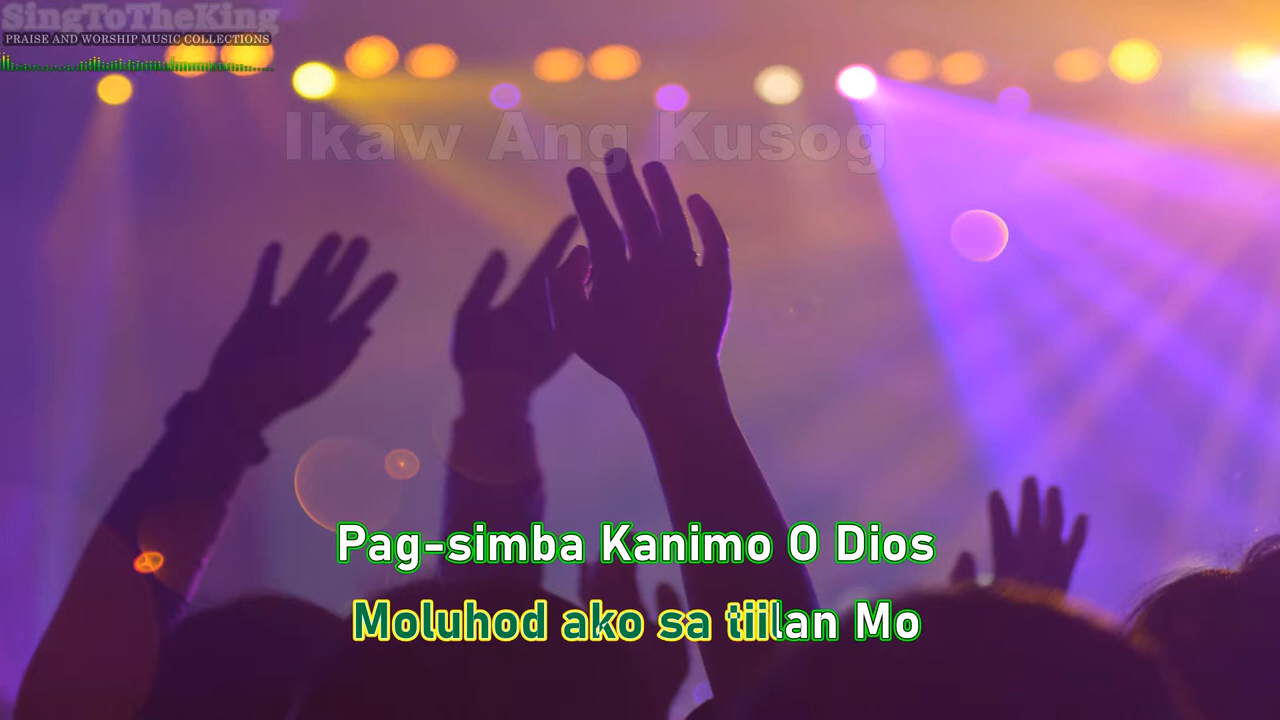 SingToTheKing
PRAISE AND WORSHIP MUSIC COLLECTIONS
Ikaw Ang Kusog
Pag-simba Kanimo O Dios
Moluhod ako sa tiilan Mo